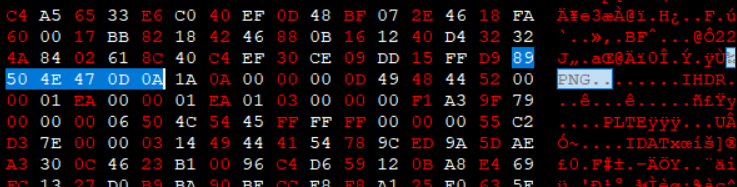 C4 A5 65 33 E6 C0 40 EF 0D 48 BF 07 2E 46 18 FA Ä¥e3æÀ@ï.H¿..F.ú
60 00 17 BB 82 18 42 46 88 0B 16 12 40 D4 32 32 `..»‚.BFˆ...@Ô22
4A 84 02 61 8C 40 C4 EF 30 CE 09 DD 15 FF D9 89 J„.aŒ@Äï0Î.Ý.ÿÙ‰
50 4E 47 0D 0A 1A 0A 00 00 00 0D 49 48 44 52 00 PNG........IHDR.
00 01 EA 00 00 01 EA 01 03 00 00 00 F1 A3 9F 79 ..ê...ê.....ñ£Ÿy
00 00 00 06 50 4C 54 45 FF FF FF 00 00 00 55 C2 ....PLTEÿÿÿ...UÂ
D3 7E 00 00 03 14 49 44 41 54 78 9C ED 9A 5D AE Ó~....IDATxœíš]®
A3 30 0C 46 23 B1 00 96 C4 D6 59 12 0B A8 E4 69 £0.F#±.–ÄÖY..¨äi